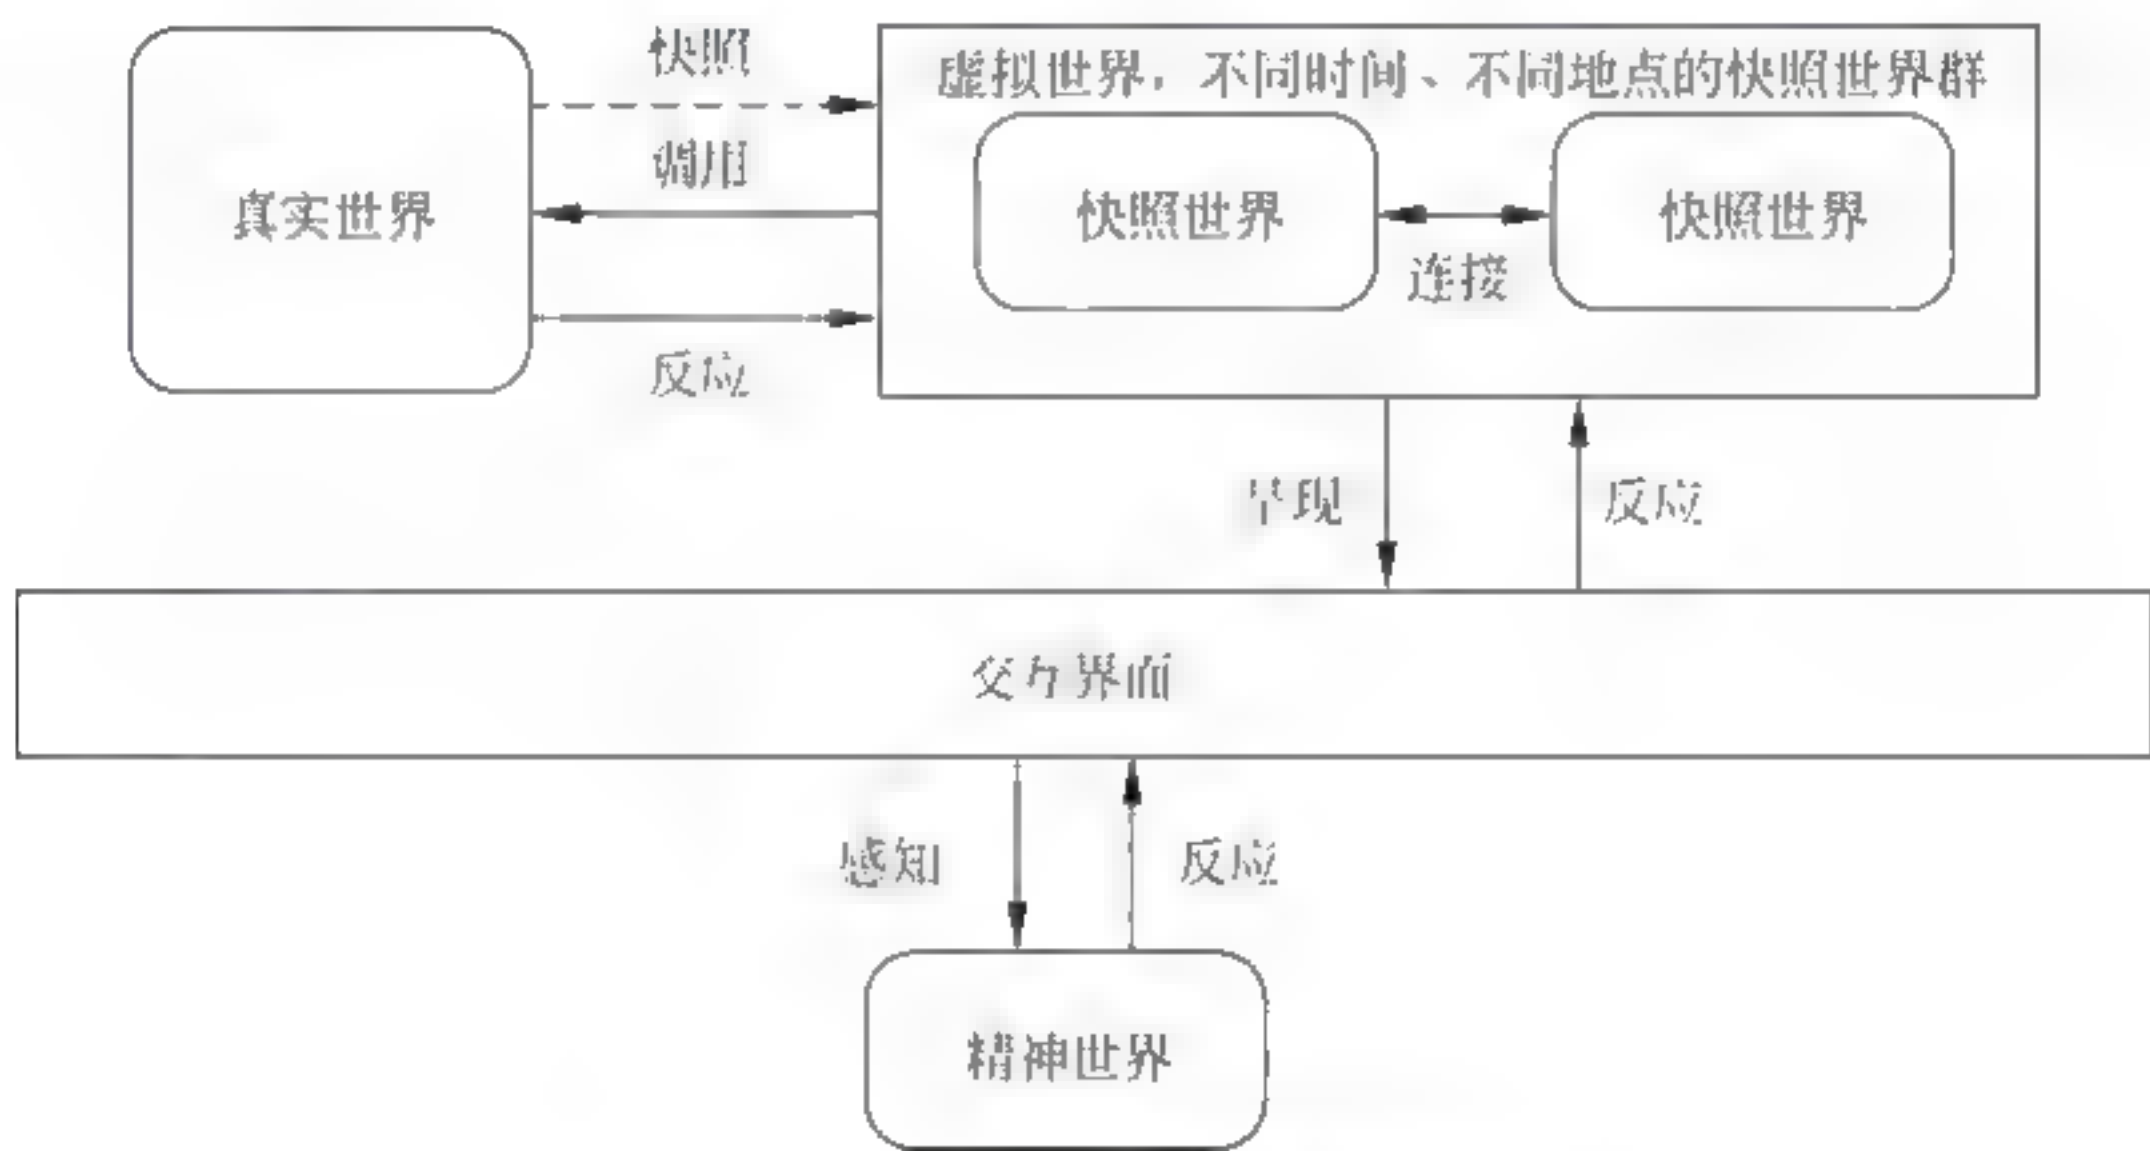 快照
虚拟世界，不同时间、不同地点的快照世界群
调用
真实世界
快照世界
快照世界
连接
反应
呈现
反应
交互界面
感知
反应
精神世界